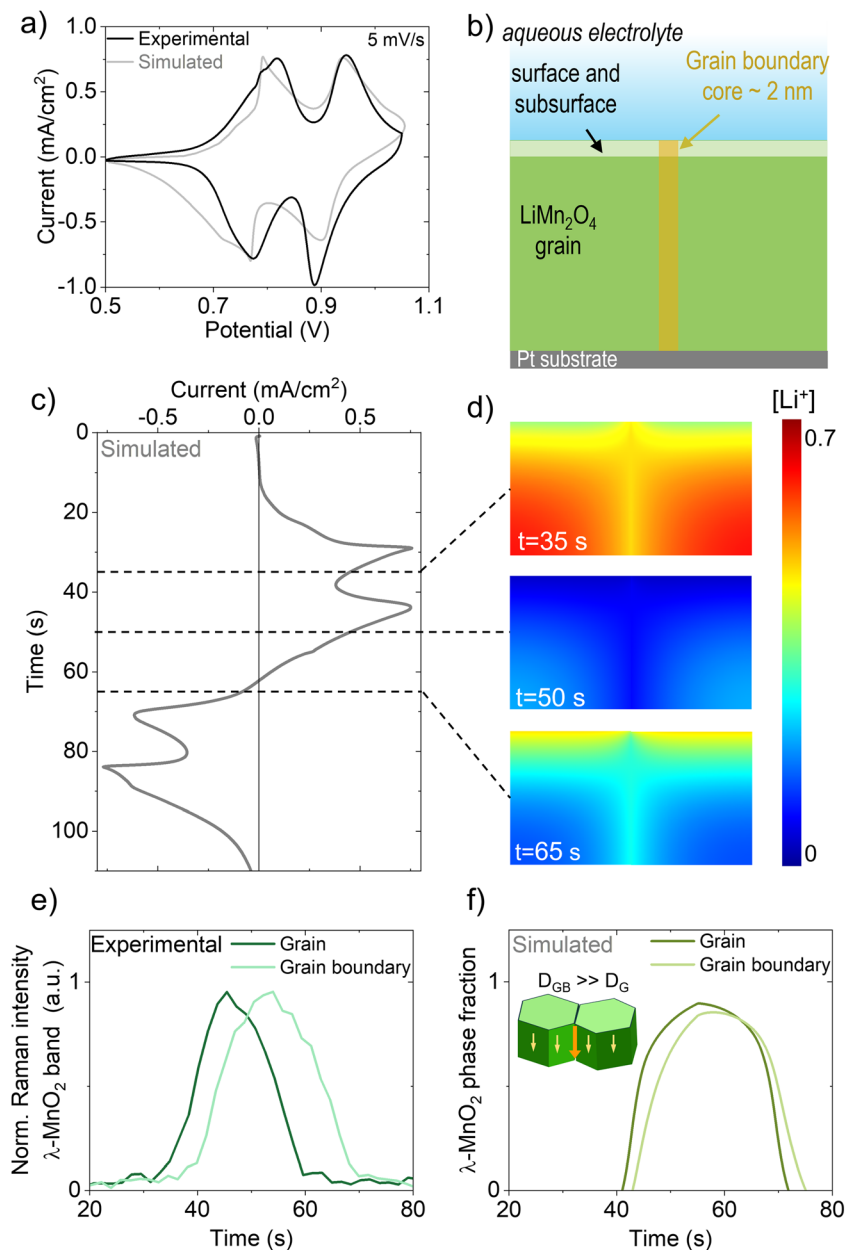 a)
Experimental
Simulated
5 mV/s
1.0
0.5
0.0
-0.5
-1.0
Current (mA/cm²)
0.5 0.7 0.9 1.1
Potential (V)
b)
aqueous electrolyte
surface and
subsurface
Grain boundary
core ~ 2 nm
LiMn₂O₄
grain
Pt substrate
c)
Current (mA/cm²)
-0.5 0.0 0.5
Simulated
0
20
40
60
80
100
Time (s)
d)
[Li⁺]
0.7
0
t=35 s
t=50 s
t=65 s
e)
Experimental
Grain
Grain boundary
1
0
Norm. Raman intensity
λ-MnO₂ band (a.u.)
20 40 60 80
Time (s)
f)
Simulated
Grain
Grain boundary
D_GB >> D_G
1
0
λ-MnO₂ phase fraction
20 40 60 80
Time (s)